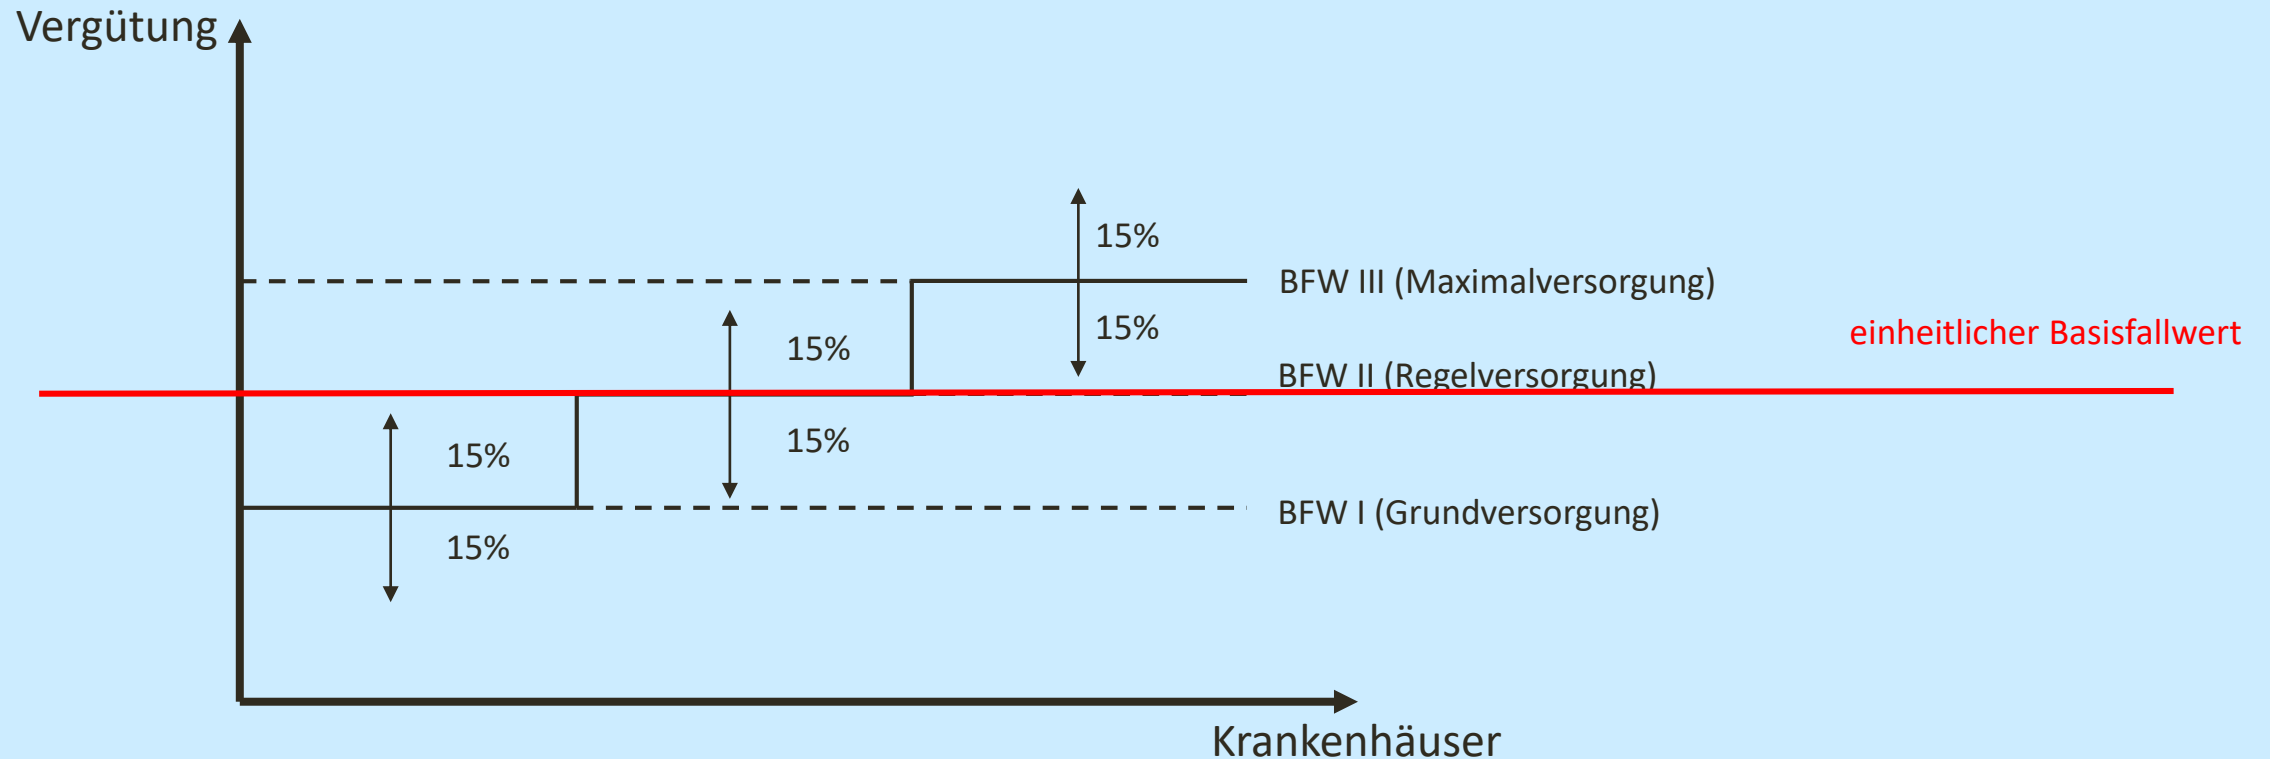 Vergütung
15%
BFW III (Maximalversorgung)
15%
einheitlicher Basisfallwert
15%
BFW II (Regelversorgung)
15%
15%
BFW I (Grundversorgung)
15%
Krankenhäuser